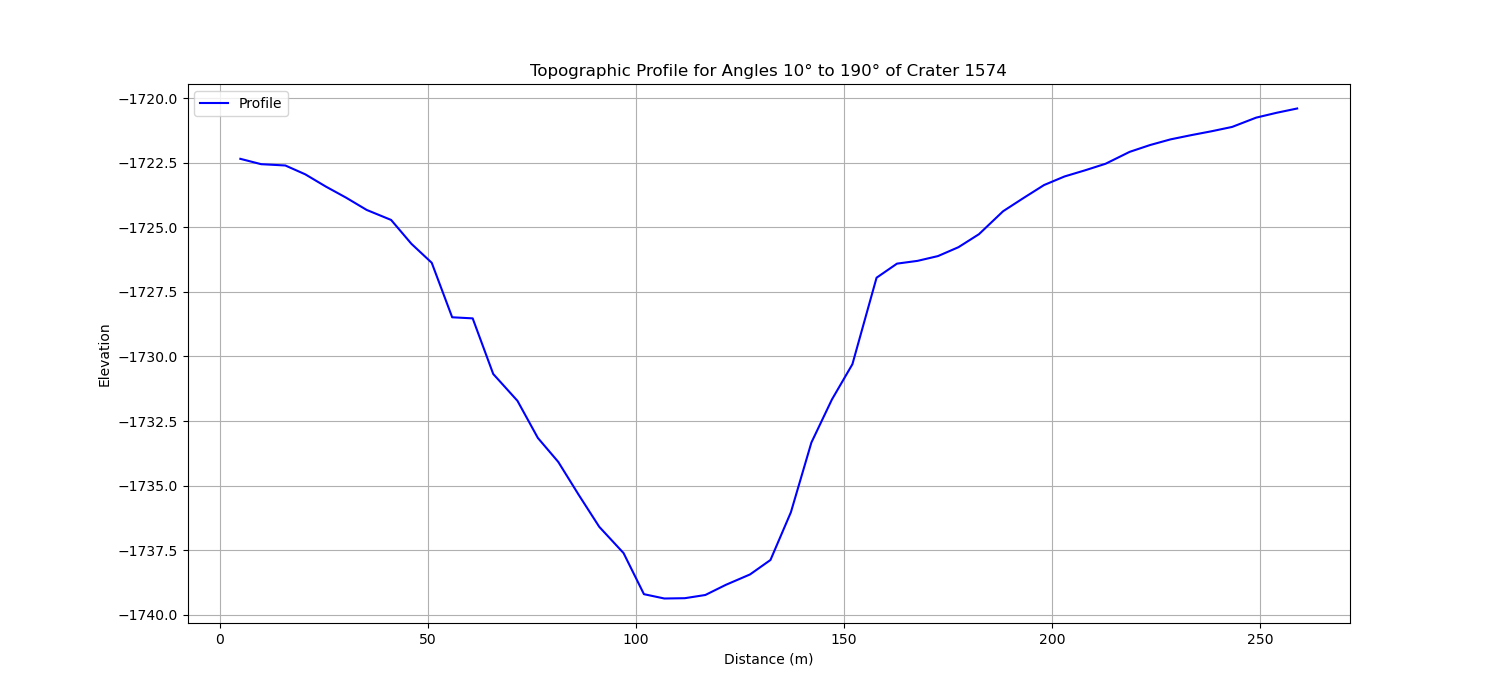 Topographic Profile for Angles 10° to 190° of Crater 1574
Profile
−1720.0
−1722.5
−1725.0
−1727.5
−1730.0
−1732.5
−1735.0
−1737.5
−1740.0
Elevation
0 50 100 150 200 250
Distance (m)